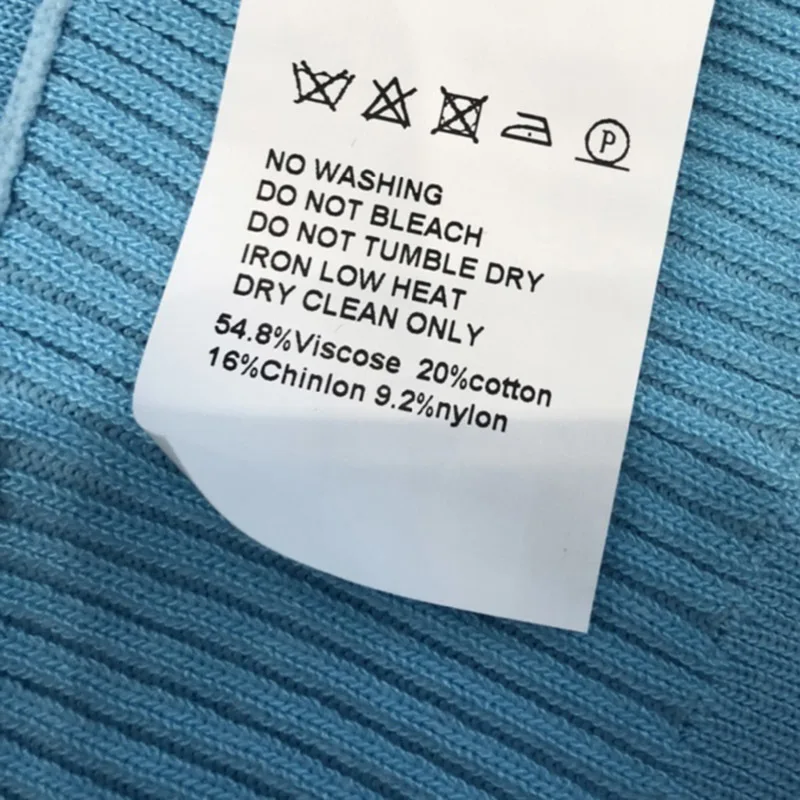 P
NO WASHING
DO NOT BLEACH
DO NOT TUMBLE DRY
IRON LOW HEAT
DRY CLEAN ONLY
54.8%Viscose 20%cotton
16%Chinlon 9.2%nylon